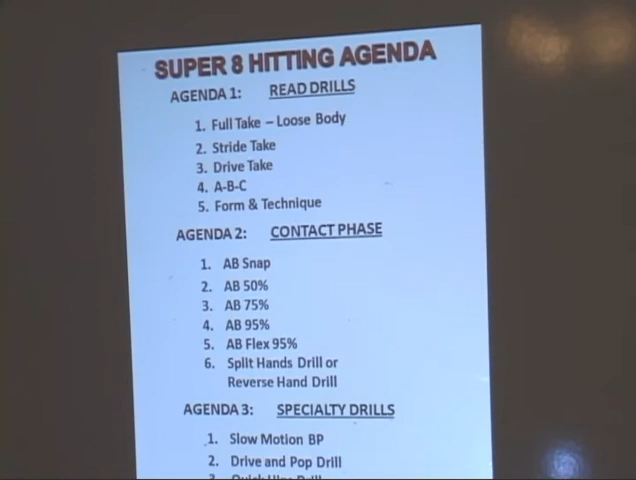 SUPER 8 HITTING AGENDA
AGENDA 1: READ DRILLS
1. Full Take – Loose Body
2. Stride Take
3. Drive Take
4. A-B-C
5. Form & Technique
AGENDA 2: CONTACT PHASE
1. AB Snap
2. AB 50%
3. AB 75%
4. AB 95%
5. AB Flex 95%
6. Split Hands Drill or
Reverse Hand Drill
AGENDA 3: SPECIALTY DRILLS
1. Slow Motion BP
2. Drive and Pop Drill